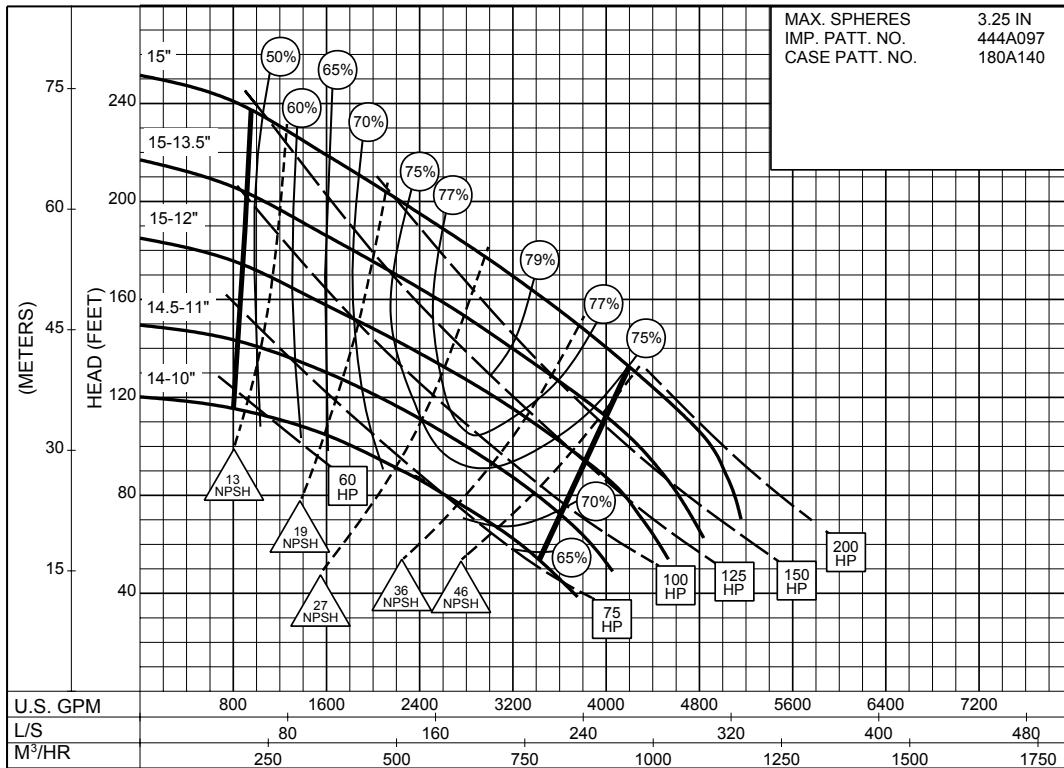 MAX. SPHERES 3.25 IN
IMP. PATT. NO. 444A097
CASE PATT. NO. 180A140
(METERS)
75
60
45
30
15
HEAD (FEET)
240
200
160
120
80
40
15"
15-13.5"
15-12"
14.5-11"
14-10"
50%
60%
65%
70%
75%
77%
79%
77%
75%
70%
65%
13
NPSH
19
NPSH
27
NPSH
36
NPSH
46
NPSH
60
HP
75
HP
100
HP
125
HP
150
HP
200
HP
U.S. GPM 800 1600 2400 3200 4000 4800 5600 6400 7200
L/S 80 160 240 320 400 480
M³/HR 250 500 750 1000 1250 1500 1750